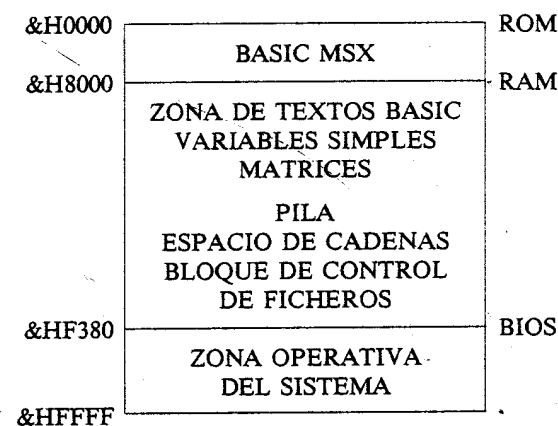 &H0000 ROM
BASIC MSX
&H8000 RAM
ZONA DE TEXTOS BASIC
VARIABLES SIMPLES
MATRICES
PILA
ESPACIO DE CADENAS
BLOQUE DE CONTROL
DE FICHEROS
&HF380 BIOS
ZONA OPERATIVA
DEL SISTEMA
&HFFFF